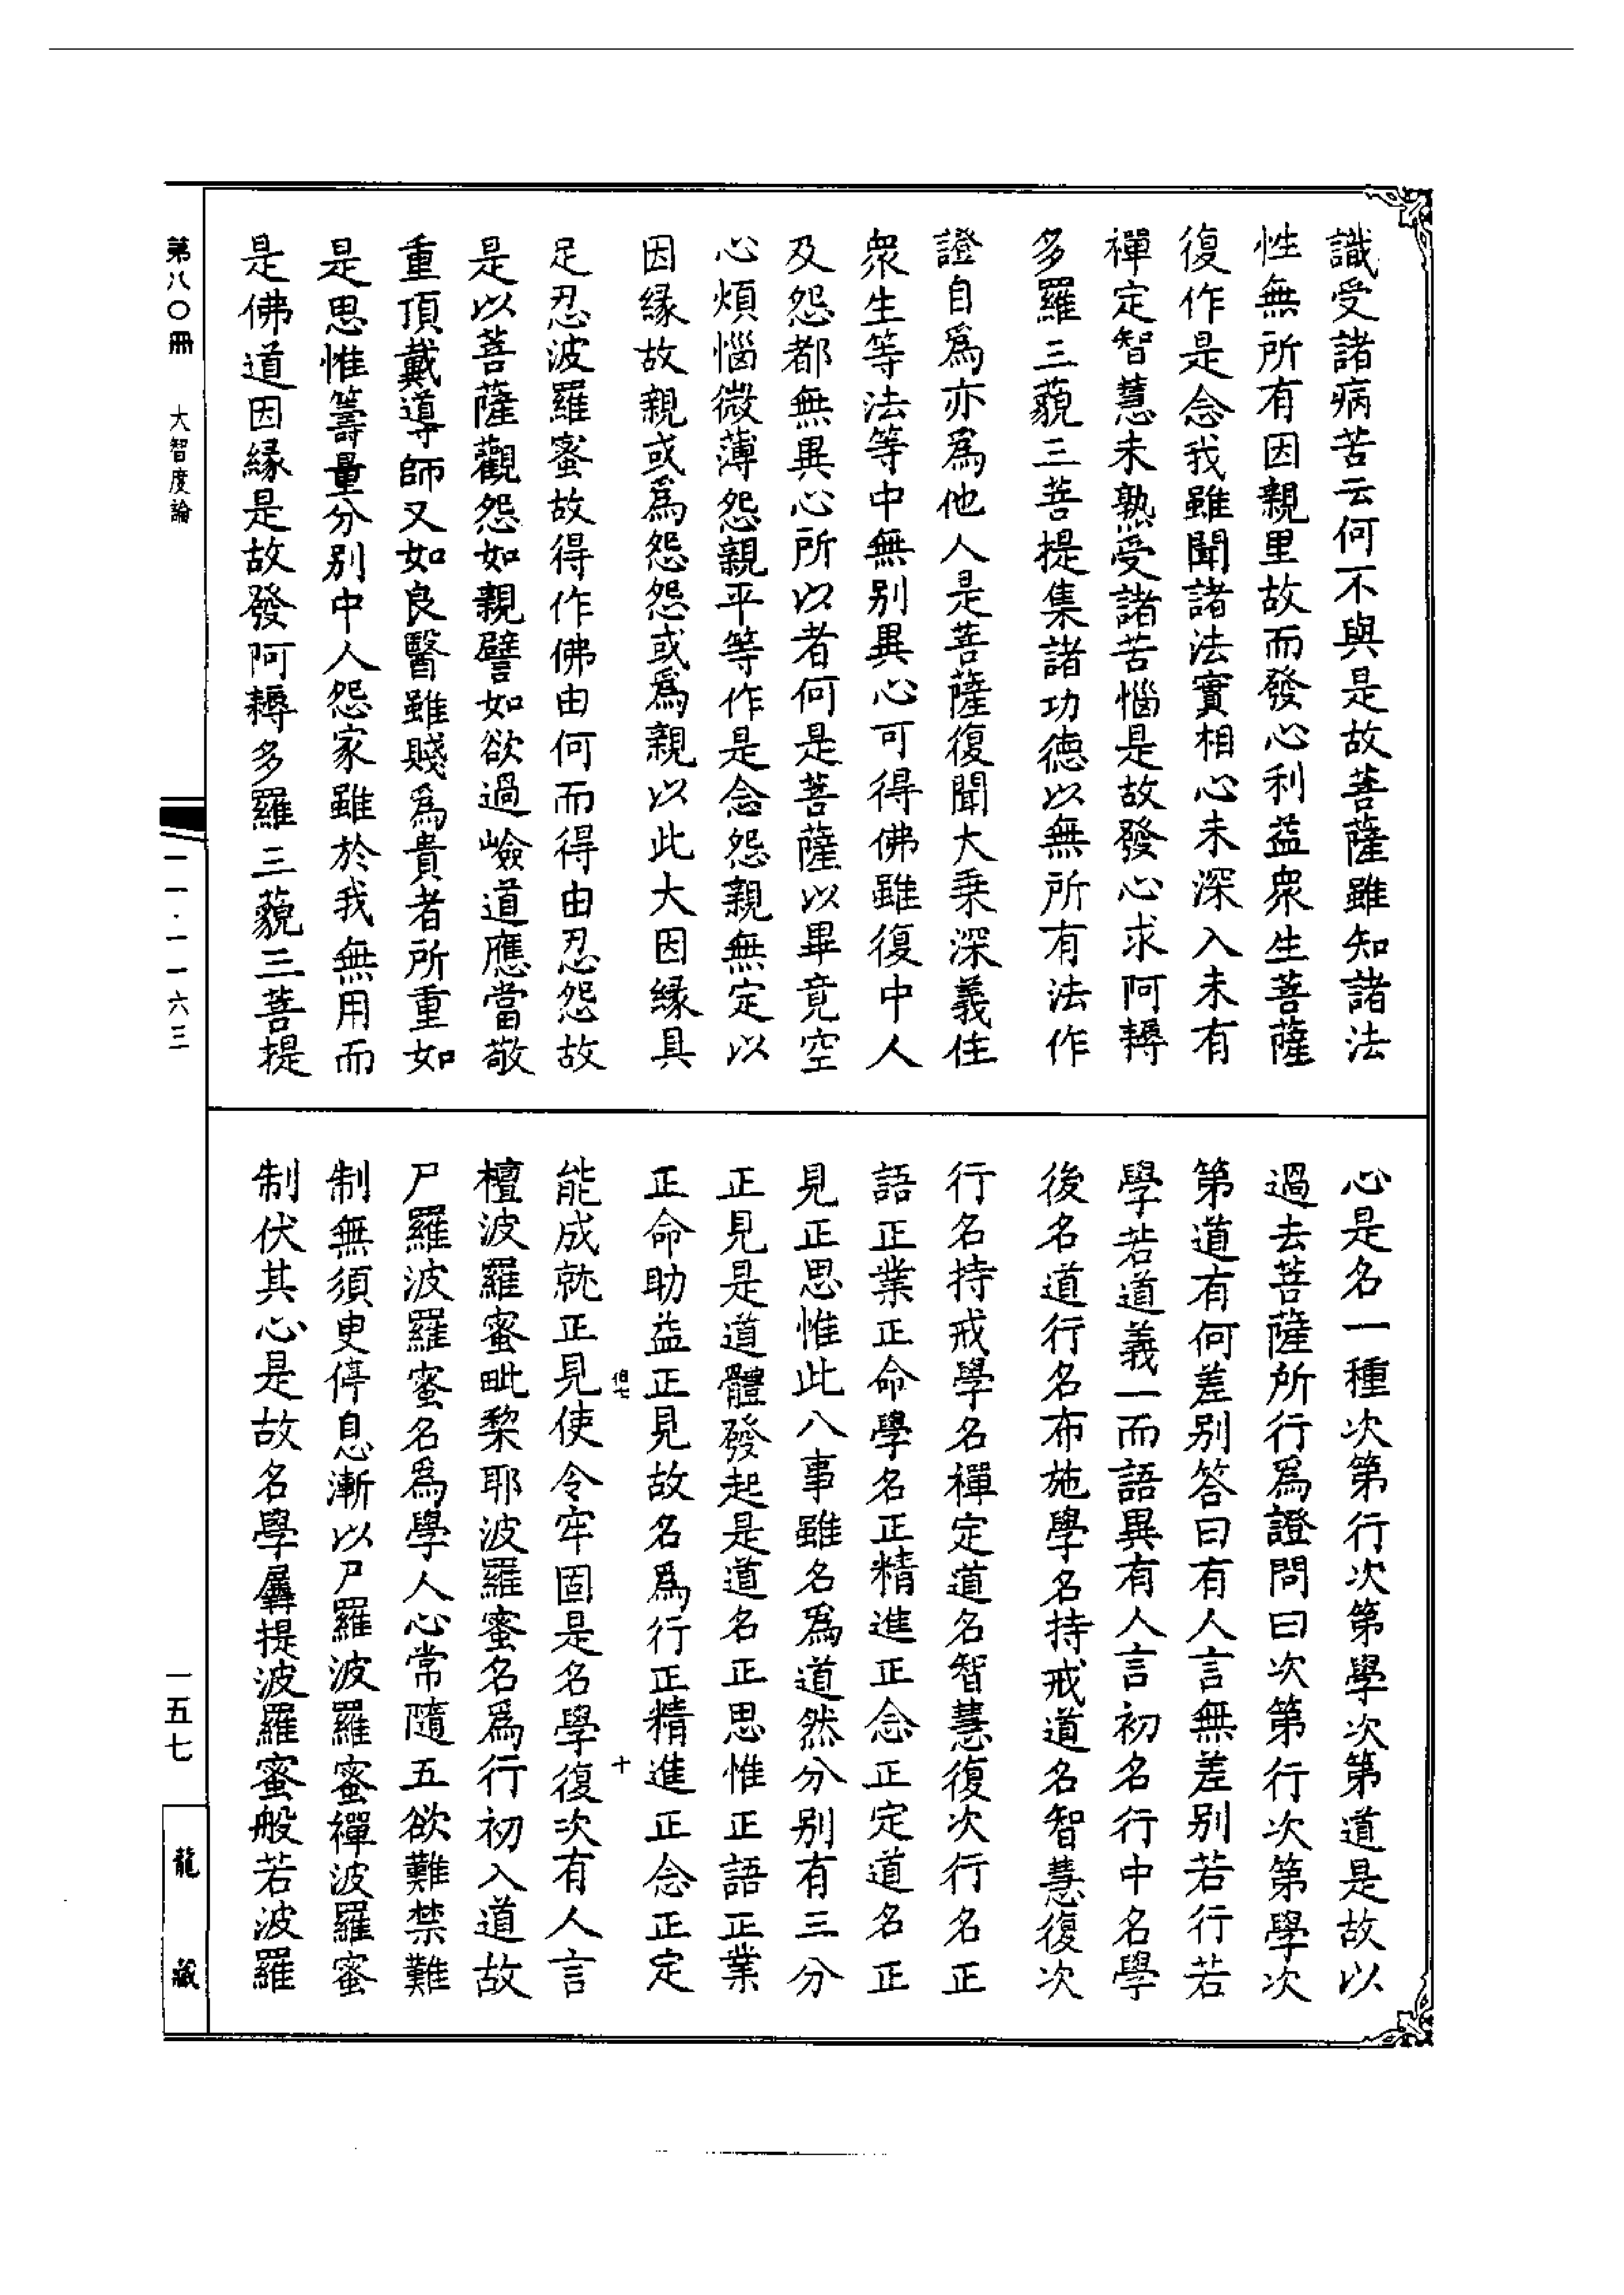 識受諸病苦云何不與是故菩薩雖知諸法
性無所有因親里故而發心利益衆生菩薩
復作是念我雖聞諸法實相心未深入未有
禪定智慧未熟受諸苦惱是故發心求阿耨
多羅三藐三菩提集諸功德以無所有法作
證自爲亦爲他人是菩薩復聞大乘深義住
衆生等法等中無别異心可得佛雖復中人
及怨都無異心所以者何是菩薩以畢竟空
心煩惱微薄怨親平等作是念怨親無定以
因緣故親或爲怨怨或爲親以此大因緣具
足忍波羅蜜故得作佛由何而得由忍怨故
是以菩薩觀怨如親譬如欲過嶮道應當敬
重頂戴導師又如良醫雖賤爲貴者所重如
是思惟籌量分别中人怨家雖於我無用而
是佛道因緣是故發阿耨多羅三藐三菩提
心是名一種次第行次第學次第道是故以
過去菩薩所行爲證問曰次第行次第學次
第道有何差别答曰有人言無差别若行若
學若道義一而語異有人言初名行中名學
後名道行名布施學名持戒道名智慧復次
行名持戒學名禪定道名智慧復次行名正
語正業正命學名正精進正念正定道名正
見正思惟此八事雖名爲道然分别有三分
正見是道體發起是道名正思惟正語正業
正命助益正見故名爲行正精進正念正定
能成就正見使令牢固是名學復次有人言
檀波羅蜜毗棃耶波羅蜜名爲行初入道故
尸羅波羅蜜名爲學人心常隨五欲難禁難
制無須臾停息漸以尸羅波羅蜜禪波羅蜜
制伏其心是故名學羼提波羅蜜般若波羅
十
第八〇冊 大智度論
一一·一一六三
一五七
龍藏